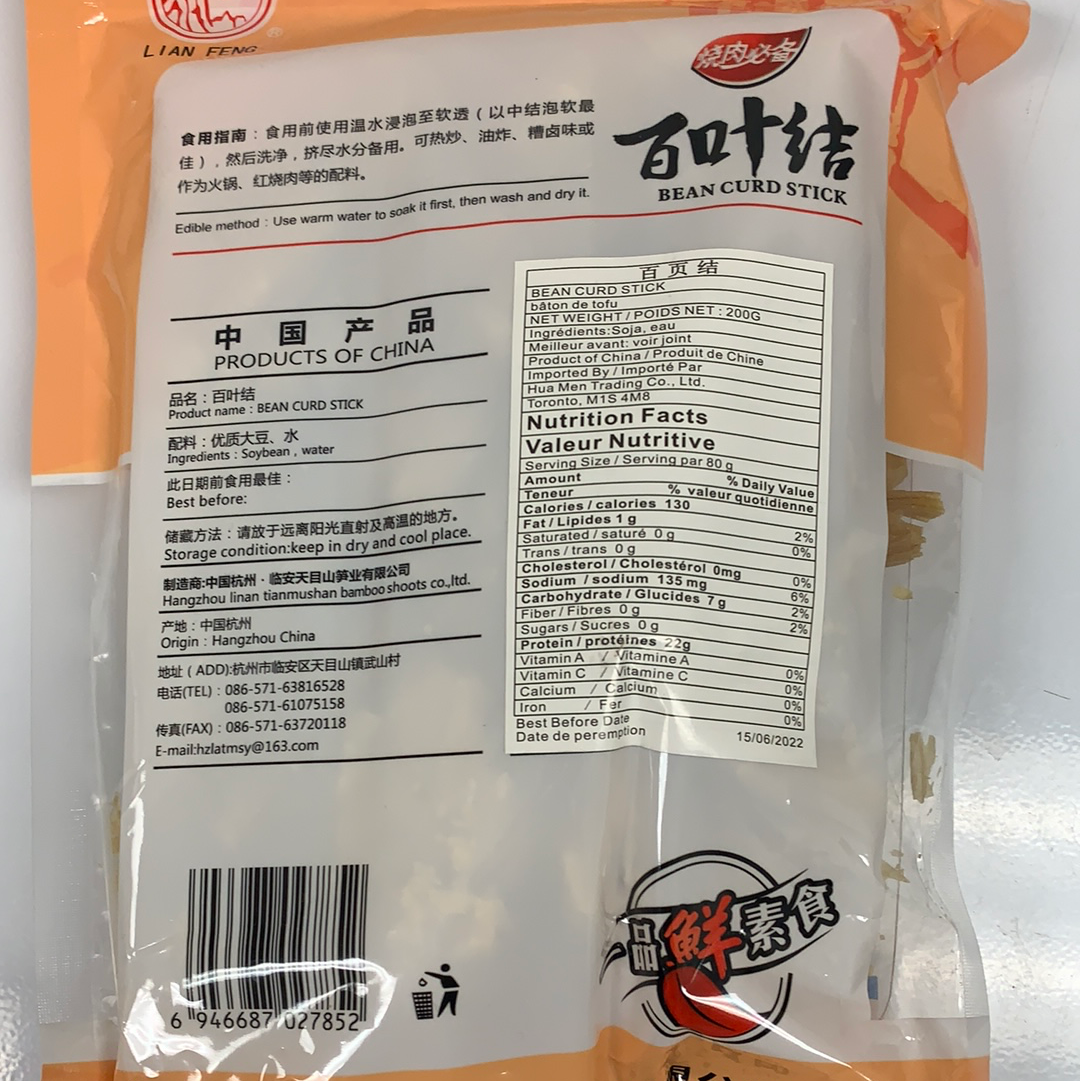 LIAN FENG
®
烧肉必备
百叶结
BEAN CURD STICK
食用指南：食用前使用温水浸泡至软透（以中结泡软最
佳），然后洗净，挤尽水分备用。可热炒、油炸、糟卤味或
作为火锅、红烧肉等的配料。
Edible method : Use warm water to soak it first, then wash and dry it.
中国产品
PRODUCTS OF CHINA
品名：百叶结
Product name : BEAN CURD STICK
配料：优质大豆、水
Ingredients : Soybean , water
此日期前食用最佳：
Best before:
储藏方法：请放于远离阳光直射及高温的地方。
Storage condition:keep in dry and cool place.
制造商:中国杭州·临安天目山笋业有限公司
Hangzhou linan tianmushan bamboo shoots co.,ltd.
产地：中国杭州
Origin : Hangzhou China
地址（ADD):杭州市临安区天目山镇武山村
电话(TEL)：086-571-63816528
086-571-61075158
传真(FAX)：086-571-63720118
E-mail:hzlatmsy@163.com
6 946687 027852
百页结
BEAN CURD STICK
bâton de tofu
NET WEIGHT / POIDS NET : 200G
Ingrédients:Soja, eau
Meilleur avant: voir joint
Product of China / Produit de Chine
Imported By / Importé Par
Hua Men Trading Co., Ltd.
Toronto, M1S 4M8
Nutrition Facts
Valeur Nutritive
Serving Size / Serving par 80 g
Amount % Daily Value
Teneur % valeur quotidienne
Calories / calories 130
Fat / Lipides 1 g 2%
Saturated / saturé 0 g 0%
Trans / trans 0 g
Cholesterol / Cholestérol 0mg 0%
Sodium / sodium 135 mg 6%
Carbohydrate / Glucides 7 g 2%
Fiber / Fibres 0 g 2%
Sugars / Sucres 0 g
Protein / protéines 22g
Vitamin A / Vitamine A 0%
Vitamin C / Vitamine C 0%
Calcium / Calcium 0%
Iron / Fer 0%
Best Before Date
Date de peremption 15/06/2022
一品鲜素食